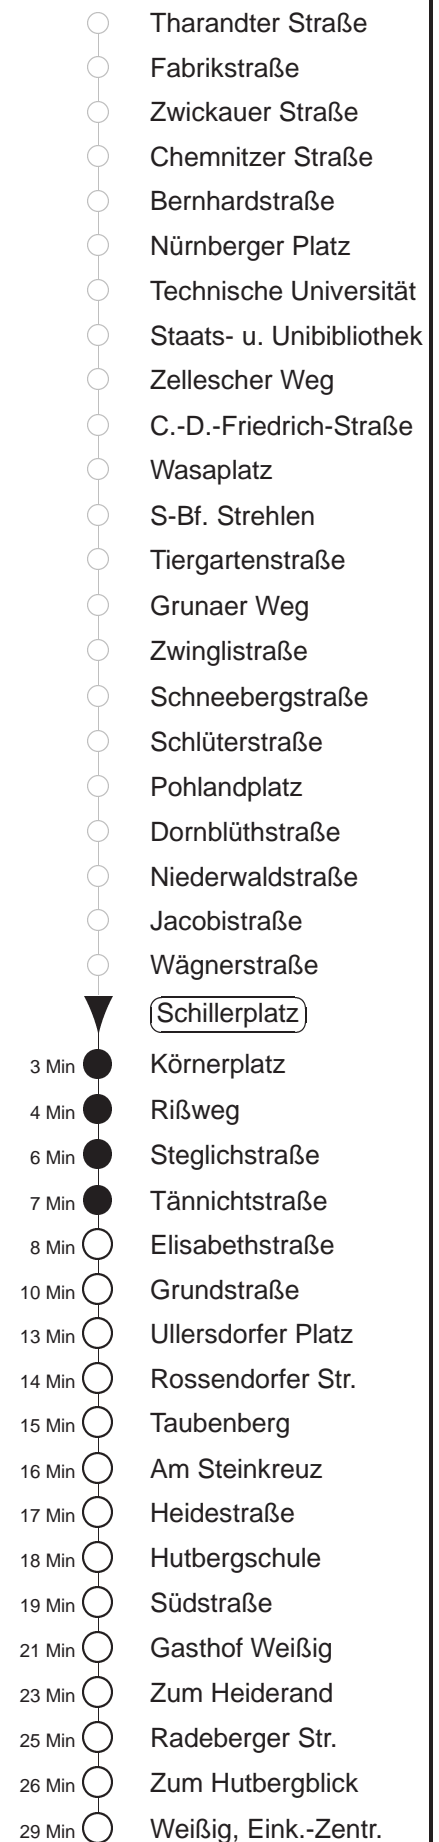 Tharandter Straße
Fabrikstraße
Zwickauer Straße
Chemnitzer Straße
Bernhardstraße
Nürnberger Platz
Technische Universität
Staats- u. Unibibliothek
Zellescher Weg
C.-D.-Friedrich-Straße
Wasaplatz
S-Bf. Strehlen
Tiergartenstraße
Grunaer Weg
Zwinglistraße
Schneebergstraße
Schlüterstraße
Pohlandplatz
Dornblüthstraße
Niederwaldstraße
Jacobistraße
Wägnerstraße
Schillerplatz
3 Min Körnerplatz
4 Min Rißweg
6 Min Steglichstraße
7 Min Tännichtstraße
8 Min Elisabethstraße
10 Min Grundstraße
13 Min Ullersdorfer Platz
14 Min Rossendorfer Str.
15 Min Taubenberg
16 Min Am Steinkreuz
17 Min Heidestraße
18 Min Hutbergschule
19 Min Südstraße
21 Min Gasthof Weißig
23 Min Zum Heiderand
25 Min Radeberger Str.
26 Min Zum Hutbergblick
29 Min Weißig, Eink.-Zentr.